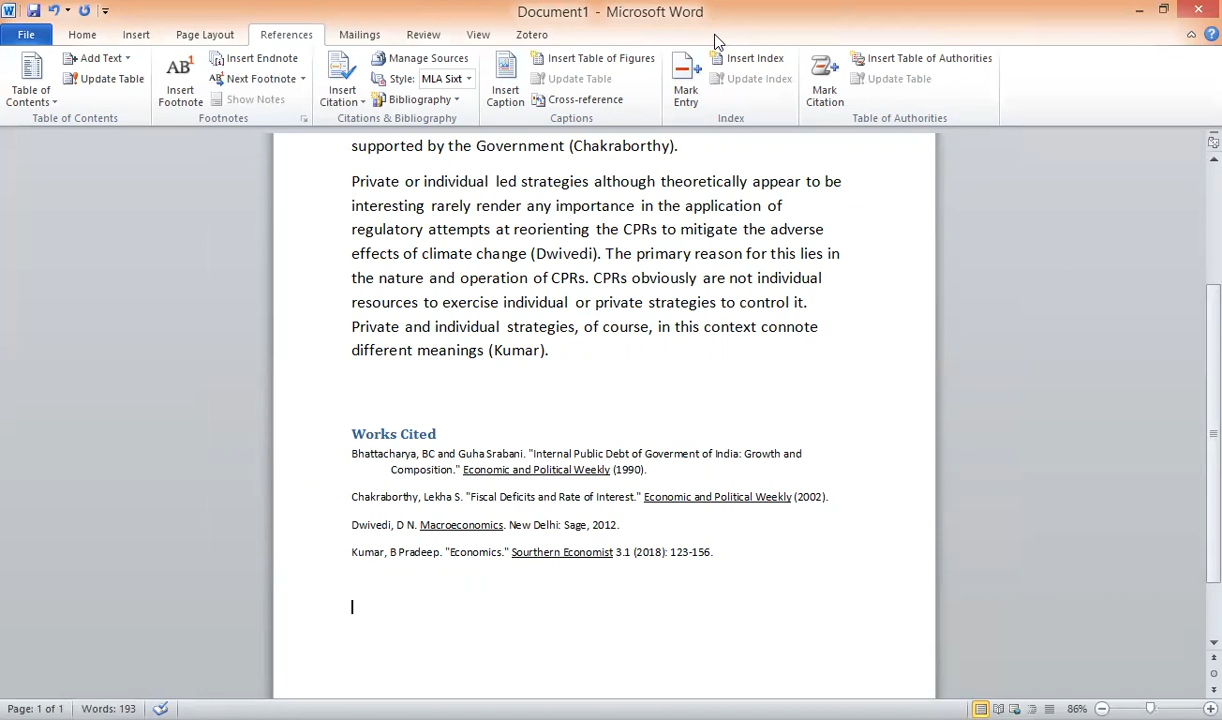 Document1 - Microsoft Word
File Home Insert Page Layout References Mailings Review View Zotero
Table of Contents
Add Text
Update Table
Table of Contents
AB1
Insert Footnote
Insert Endnote
Next Footnote
Show Notes
Footnotes
Insert Citation
Manage Sources
Style: MLA Sixt
Bibliography
Citations & Bibliography
Insert Caption
Insert Table of Figures
Update Table
Cross-reference
Captions
Mark Entry
Insert Index
Update Index
Index
Mark Citation
Insert Table of Authorities
Update Table
Table of Authorities
supported by the Government (Chakraborthy).
Private or individual led strategies although theoretically appear to be
interesting rarely render any importance in the application of
regulatory attempts at reorienting the CPRs to mitigate the adverse
effects of climate change (Dwivedi). The primary reason for this lies in
the nature and operation of CPRs. CPRs obviously are not individual
resources to exercise individual or private strategies to control it.
Private and individual strategies, of course, in this context connote
different meanings (Kumar).
Works Cited
Bhattacharya, BC and Guha Srabani. "Internal Public Debt of Goverment of India: Growth and
Composition." Economic and Political Weekly (1990).
Chakraborthy, Lekha S. "Fiscal Deficits and Rate of Interest." Economic and Political Weekly (2002).
Dwivedi, D N. Macroeconomics. New Delhi: Sage, 2012.
Kumar, B Pradeep. "Economics." Sourthern Economist 3.1 (2018): 123-156.
Page: 1 of 1 Words: 193 86%